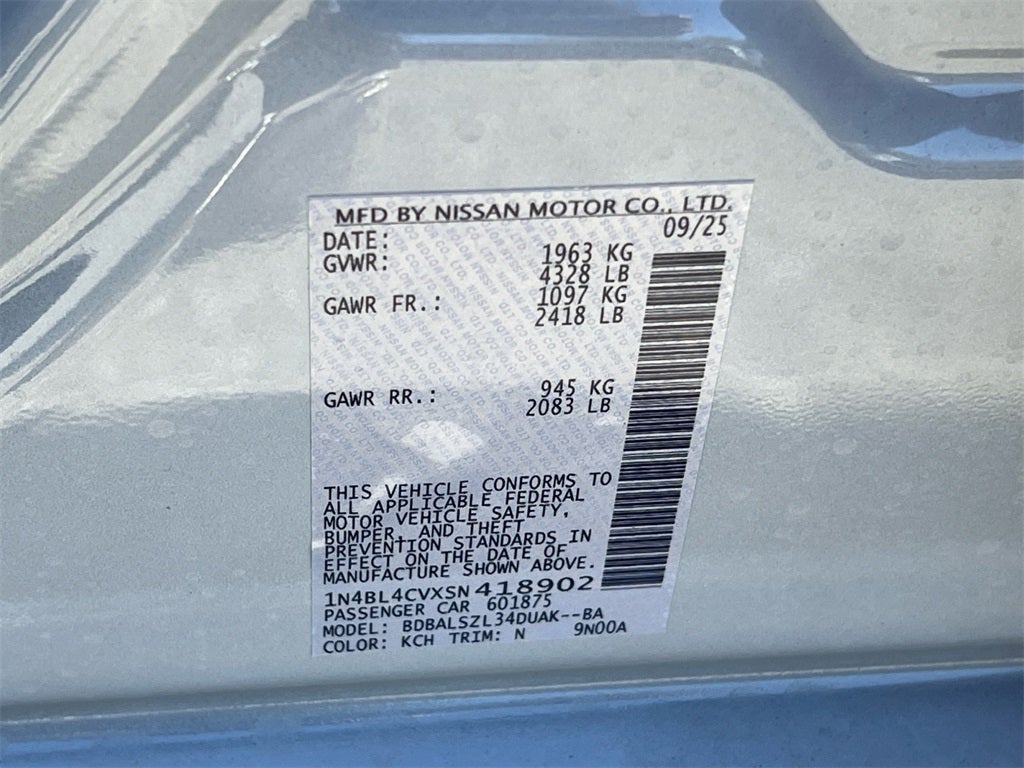 MFD BY NISSAN MOTOR CO., LTD.
DATE: 09/25
GVWR: 1963 KG
4328 LB
GAWR FR.: 1097 KG
2418 LB
GAWR RR.: 945 KG
2083 LB
THIS VEHICLE CONFORMS TO
ALL APPLICABLE FEDERAL
MOTOR VEHICLE SAFETY,
BUMPER, AND THEFT
PREVENTION STANDARDS IN
EFFECT ON THE DATE OF
MANUFACTURE SHOWN ABOVE.
1N4BL4CVXSN418902
PASSENGER CAR 601875
MODEL: BDBALSZL34DUAK--BA
COLOR: KCH TRIM: N 9N00A